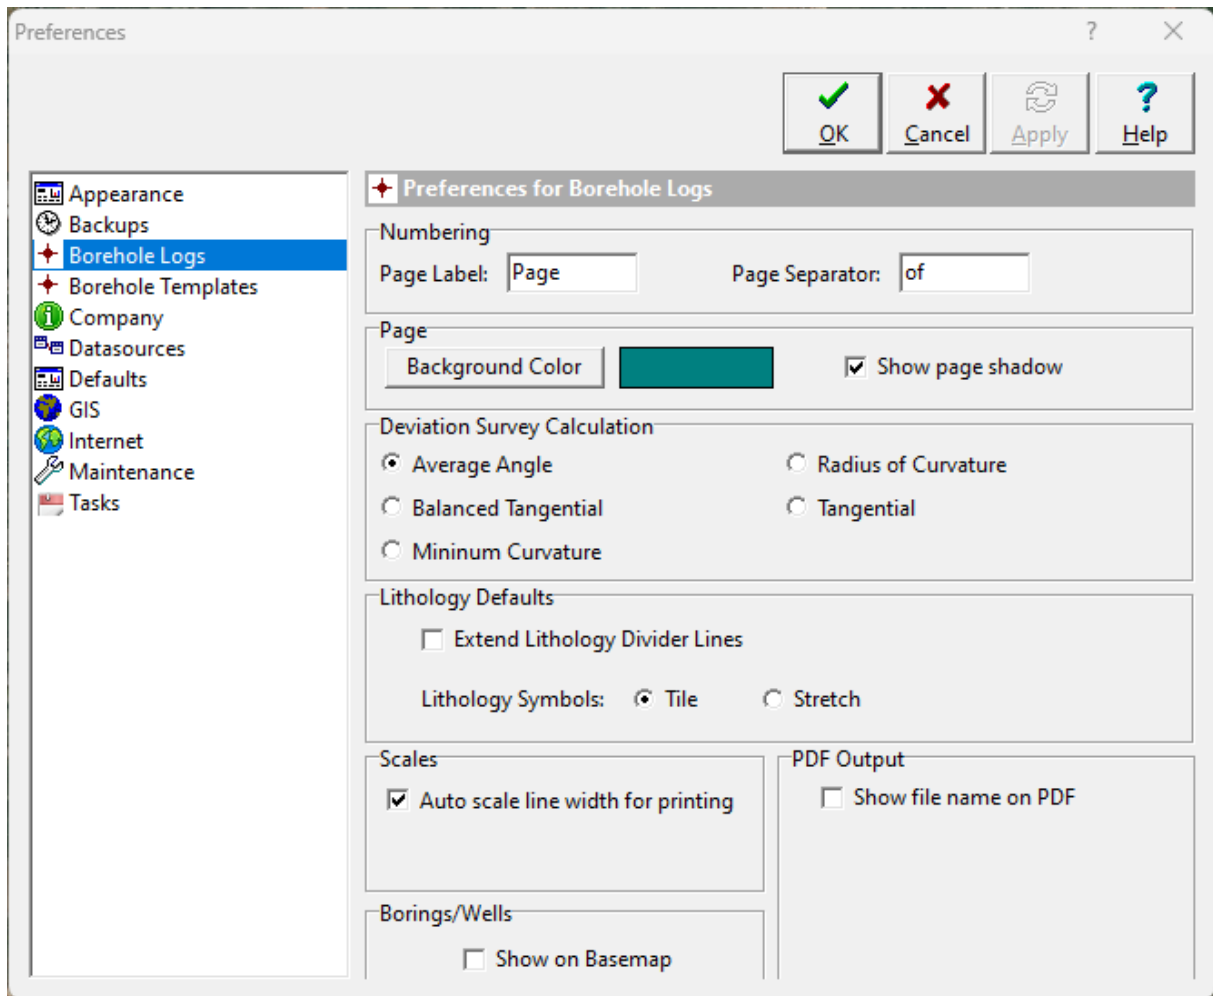 Preferences
?
OK
Cancel
Apply
Help
Appearance
Backups
Borehole Logs
Borehole Templates
Company
Datasources
Defaults
GIS
Internet
Maintenance
Tasks
Preferences for Borehole Logs
Numbering
Page Label: Page Page Separator: of
Page
Background Color Show page shadow
Deviation Survey Calculation
Average Angle Radius of Curvature
Balanced Tangential Tangential
Mininum Curvature
Lithology Defaults
Extend Lithology Divider Lines
Lithology Symbols: Tile Stretch
Scales
Auto scale line width for printing
PDF Output
Show file name on PDF
Borings/Wells
Show on Basemap